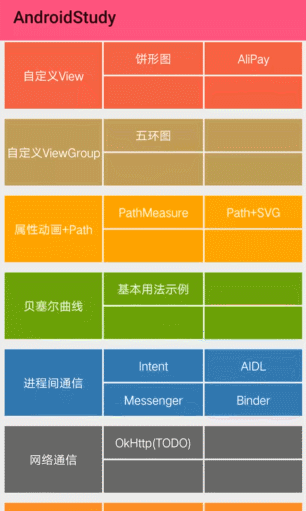 AndroidStudy
自定义View
饼形图
AliPay
自定义ViewGroup
五环图
属性动画+Path
PathMeasure
Path+SVG
贝塞尔曲线
基本用法示例
进程间通信
Intent
AIDL
Messenger
Binder
网络通信
OkHttp(TODO)